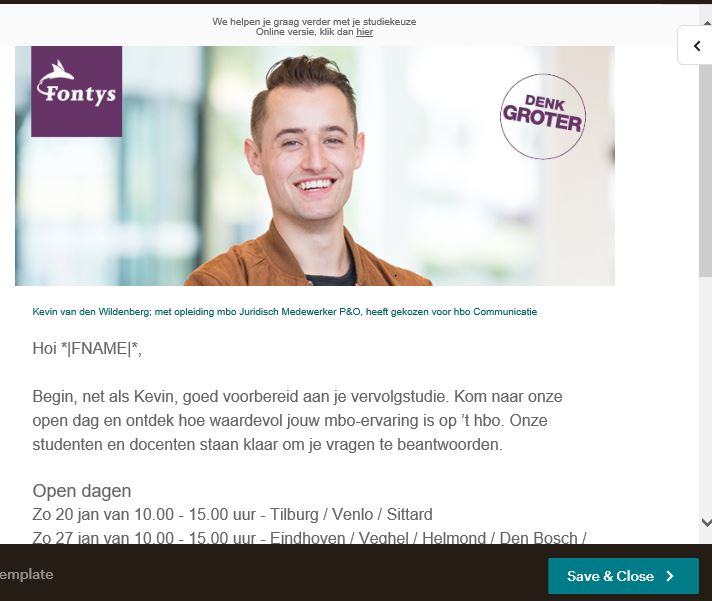 We helpen je graag verder met je studiekeuze
Online versie, klik dan hier
Fontys
DENK
GROTER
Kevin van den Wildenberg; met opleiding mbo Juridisch Medewerker P&O, heeft gekozen voor hbo Communicatie
Hoi *|FNAME|*,
Begin, net als Kevin, goed voorbereid aan je vervolgstudie. Kom naar onze
open dag en ontdek hoe waardevol jouw mbo-ervaring is op ’t hbo. Onze
studenten en docenten staan klaar om je vragen te beantwoorden.
Open dagen
Zo 20 jan van 10.00 - 15.00 uur - Tilburg / Venlo / Sittard
Zo 27 jan van 10.00 - 15.00 uur - Eindhoven / Veghel / Helmond / Den Bosch /
emplate
Save & Close